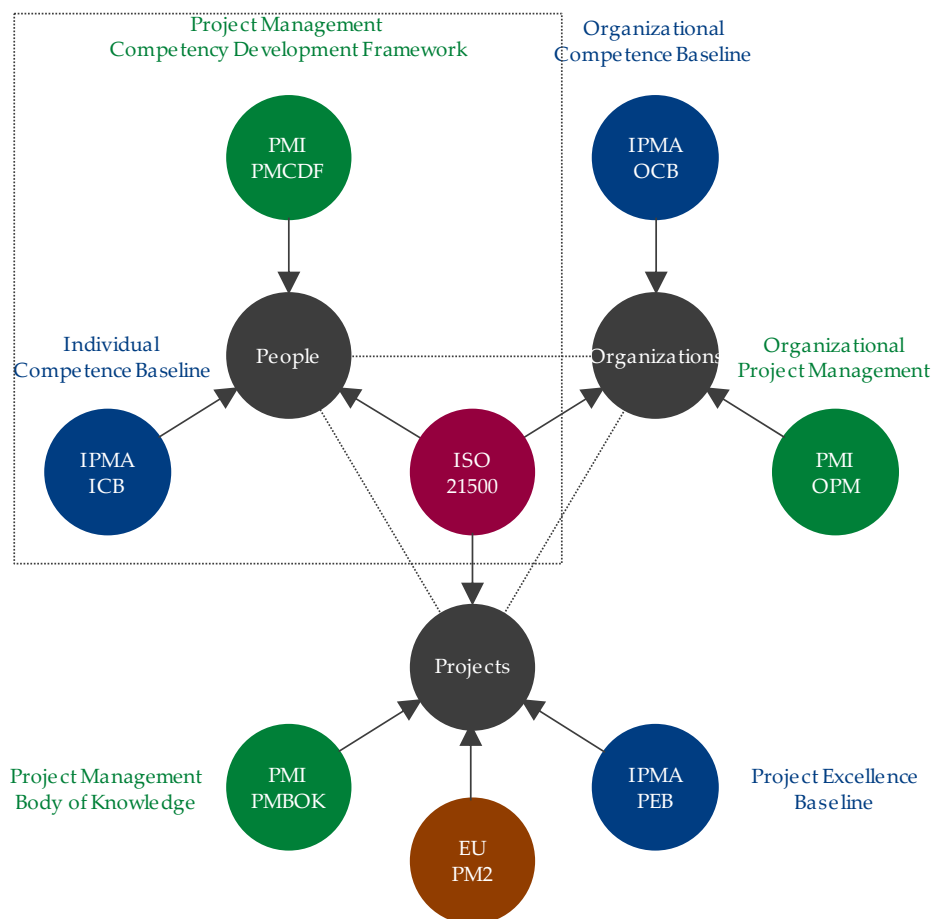 Project Management
Competency Development Framework
Organizational
Competence Baseline
PMI
PMCDF
IPMA
OCB
Individual
Competence Baseline
People
Organizations
Organizational
Project Management
IPMA
ICB
ISO
21500
PMI
OPM
Projects
Project Management
Body of Knowledge
PMI
PMBOK
IPMA
PEB
Project Excellence
Baseline
EU
PM2